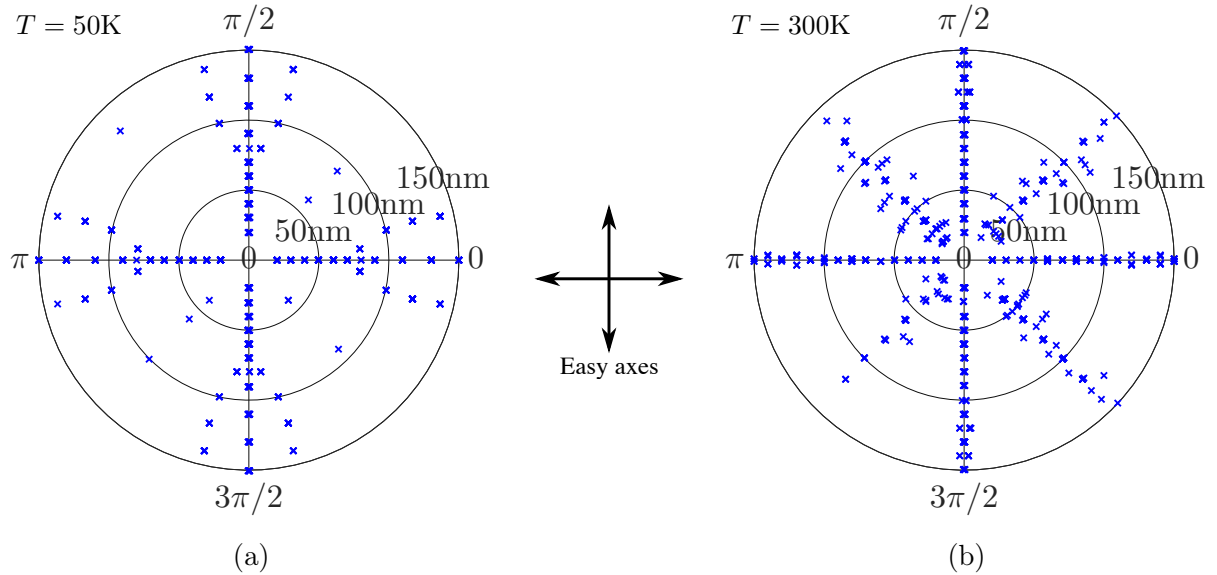 T = 50K
π/2
150nm
100nm
50nm
π
0
0
3π/2
(a)
Easy axes
T = 300K
π/2
150nm
100nm
50nm
π
0
0
3π/2
(b)